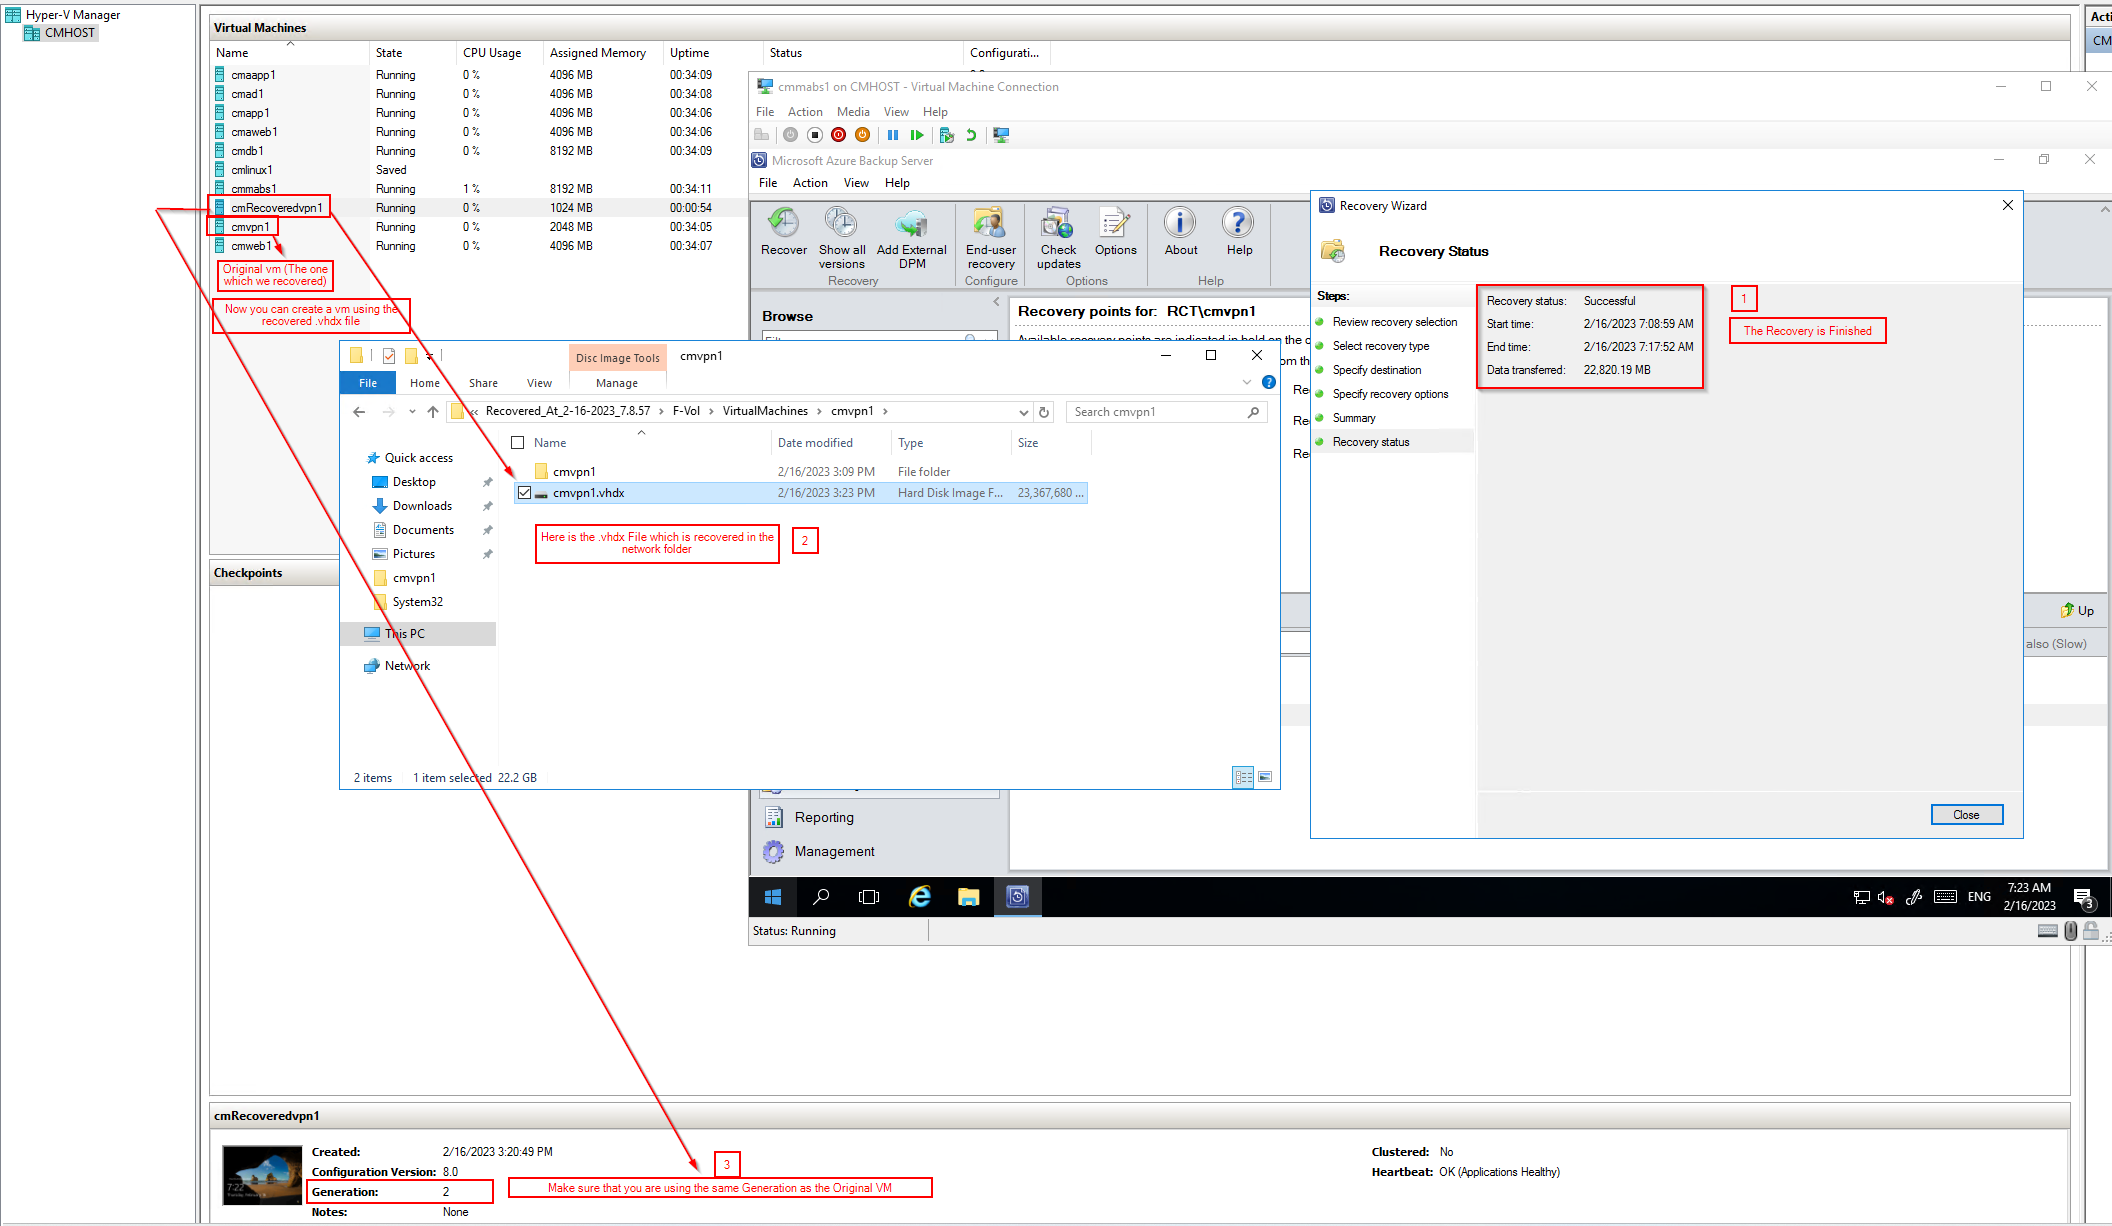 Hyper-V Manager
CMHOST
Virtual Machines
Name State CPU Usage Assigned Memory Uptime Status Configurati...
cmaapp1 Running 0 % 4096 MB 00:34:09
cmad1 Running 0 % 4096 MB 00:34:08
cmapp1 Running 0 % 4096 MB 00:34:06
cmaweb1 Running 0 % 4096 MB 00:34:06
cmdb1 Running 0 % 8192 MB 00:34:09
cmlinux1 Saved
cmmabs1 Running 1 % 8192 MB 00:34:11
cmRecoveredvpn1 Running 0 % 1024 MB 00:00:54
cmvpn1 Running 0 % 2048 MB 00:34:05
cmweb1 Running 0 % 4096 MB 00:34:07
Original vm (The one
which we recovered)
Now you can create a vm using the
recovered .vhdx file
Acti
CM
cmmabs1 on CMHOST - Virtual Machine Connection
File Action Media View Help
Microsoft Azure Backup Server
File Action View Help
Recover
Show all
versions
Add External
DPM
Recovery
End-user
recovery
Configure
Check
updates
Options
Options
About
Help
Help
Browse
Recovery points for: RCT\cmvpn1
Available recovery points are indicated in bold on the c
om th
Re
Re
Re
Up
also (Slow)
Recovery Wizard
Recovery Status
Steps:
Review recovery selection
Select recovery type
Specify destination
Specify recovery options
Summary
Recovery status
Recovery status: Successful
Start time: 2/16/2023 7:08:59 AM
End time: 2/16/2023 7:17:52 AM
Data transferred: 22,820.19 MB
1
The Recovery is Finished
Close
Disc Image Tools cmvpn1
File Home Share View Manage
« Recovered_At_2-16-2023_7.8.57 > F-Vol > VirtualMachines > cmvpn1 >
Search cmvpn1
Name Date modified Type Size
cmvpn1 2/16/2023 3:09 PM File folder
cmvpn1.vhdx 2/16/2023 3:23 PM Hard Disk Image F... 23,367,680 ...
Quick access
Desktop
Downloads
Documents
Pictures
cmvpn1
System32
This PC
Network
Here is the .vhdx File which is recovered in the
network folder
2
2 items 1 item selected 22.2 GB
Checkpoints
Reporting
Management
ENG
7:23 AM
2/16/2023
3
Status: Running
cmRecoveredvpn1
7:22
Created: 2/16/2023 3:20:49 PM
Configuration Version: 8.0
Generation: 2
Notes: None
Clustered: No
Heartbeat: OK (Applications Healthy)
3
Make sure that you are using the same Generation as the Original VM